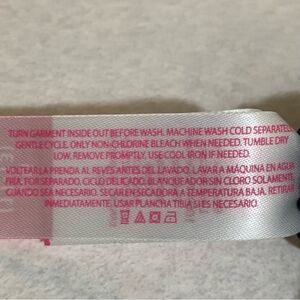 TURN GARMENT INSIDE OUT BEFORE WASH. MACHINE WASH COLD SEPARATELY,
GENTLE CYCLE. ONLY NON-CHLORINE BLEACH WHEN NEEDED. TUMBLE DRY
LOW. REMOVE PROMPTLY. USE COOL IRON IF NEEDED.
VOLTEAR LA PRENDA AL REVES ANTES DEL LAVADO. LAVAR A MÁQUINA EN AGUA
FRIA. POR SEPARADO, CICLO DELICADO. BLANQUEADOR SIN CLORO SOLAMENTE
CUANDO SEA NECESARIO. SECAR EN SECADORA A TEMPERATURA BAJA. RETIRAR
INMEDIATAMENTE. USAR PLANCHA TIBIA SI ES NECESARIO.